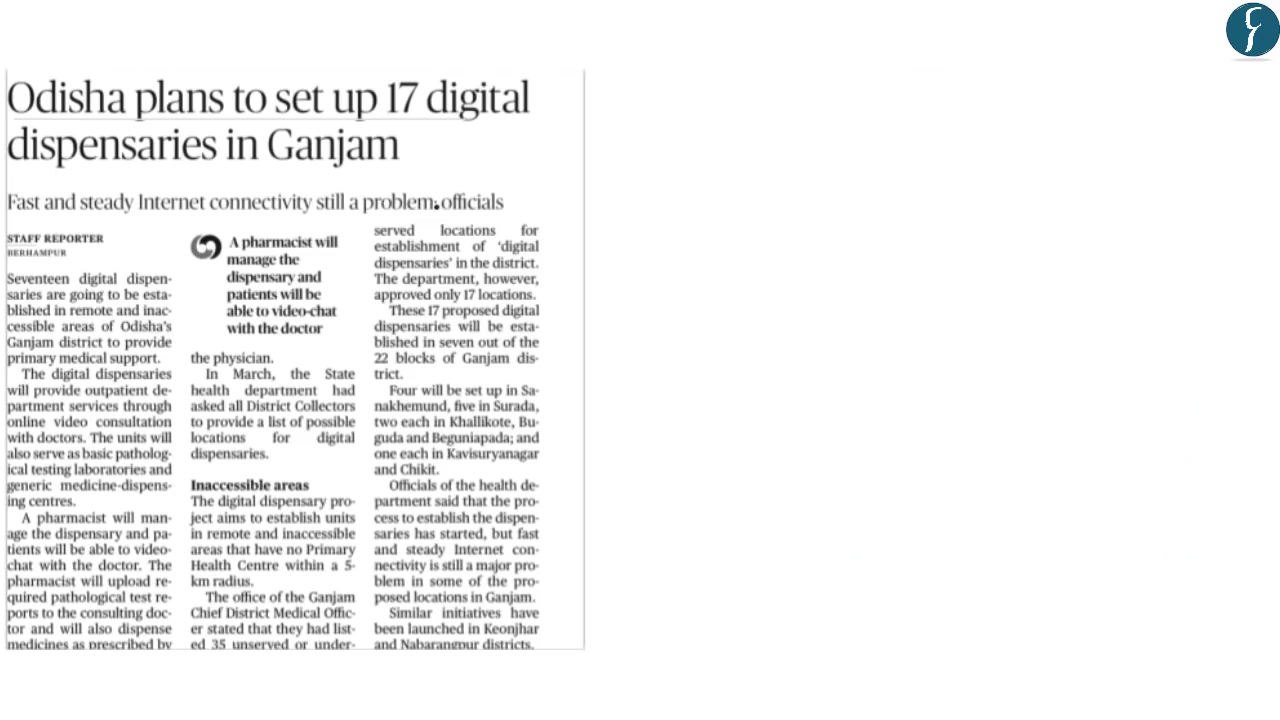 Odisha plans to set up 17 digital
dispensaries in Ganjam
Fast and steady Internet connectivity still a problem: officials
STAFF REPORTER
BERHAMPUR
Seventeen digital dispen-
saries are going to be esta-
blished in remote and inac-
cessible areas of Odisha's
Ganjam district to provide
primary medical support.
The digital dispensaries
will provide outpatient de-
partment services through
online video consultation
with doctors. The units will
also serve as basic patholog-
ical testing laboratories and
generic medicine-dispens-
ing centres.
A pharmacist will man-
age the dispensary and pa-
tients will be able to video-
chat with the doctor. The
pharmacist will upload re-
quired pathological test re-
ports to the consulting doc-
tor and will also dispense
medicines as prescribed by
A pharmacist will
manage the
dispensary and
patients will be
able to video-chat
with the doctor
the physician.
In March, the State
health department had
asked all District Collectors
to provide a list of possible
locations for digital
dispensaries.
Inaccessible areas
The digital dispensary pro-
ject aims to establish units
in remote and inaccessible
areas that have no Primary
Health Centre within a 5-
km radius.
The office of the Ganjam
Chief District Medical Offic-
er stated that they had list-
ed 35 unserved or under-
served locations for
establishment of 'digital
dispensaries' in the district.
The department, however,
approved only 17 locations.
These 17 proposed digital
dispensaries will be esta-
blished in seven out of the
22 blocks of Ganjam dis-
trict.
Four will be set up in Sa-
nakhemund, five in Surada,
two each in Khallikote, Bu-
guda and Beguniapada; and
one each in Kavisuryanagar
and Chikit.
Officials of the health de-
partment said that the pro-
cess to establish the dispen-
saries has started, but fast
and steady Internet con-
nectivity is still a major pro-
blem in some of the pro-
posed locations in Ganjam.
Similar initiatives have
been launched in Keonjhar
and Nabarangpur districts.